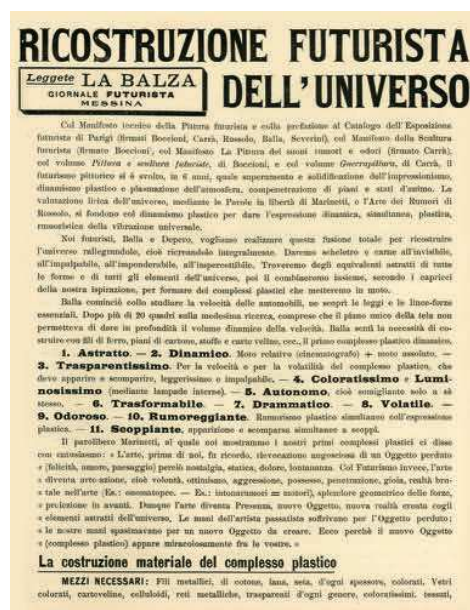 RICOSTRUZIONE FUTURISTA
Leggete LA BALZA
GIORNALE FUTURISTA
MESSINA
DELL'UNIVERSO
Col Manifesto tecnico della Pittura futurista e colla prefazione al Catalogo dell'Esposizione
futurista di Parigi (firmati Boccioni, Carrà, Russolo, Balla, Severini), col Manifesto della Scultura
futurista (firmato Boccioni), col Manifesto La Pittura dei suoni rumori e odori (firmato Carrà),
col volume Pittura e scultura futuriste, di Boccioni, e col volume Guerrapittura, di Carrà, il
futurismo pittorico si è svolto, in 6 anni, quale superamento e solidificazione dell'impressionismo,
dinamismo plastico e plasmazione dell'atmosfera, compenetrazione di piani e stati d'animo. La
valutazione lirica dell'universo, mediante le Parole in libertà di Marinetti, e l'Arte dei Rumori di
Russolo, si fondono col dinamismo plastico per dare l'espressione dinamica, simultanea, plastica,
rumoristica della vibrazione universale.
Noi futuristi, Balla e Depero, vogliamo realizzare questa fusione totale per ricostruire
l'universo rallegrandolo, cioè ricreandolo integralmente. Daremo scheletro e carne all'invisibile,
all'impalpabile, all'imponderabile, all'impercettibile. Troveremo degli equivalenti astratti di tutte
le forme e di tutti gli elementi dell'universo, poi li combineremo insieme, secondo i capricci
della nostra ispirazione, per formare dei complessi plastici che metteremo in moto.
Balla cominciò collo studiare la velocità delle automobili, ne scoprì le leggi e le linee-forze
essenziali. Dopo più di 20 quadri sulla medesima ricerca, comprese che il piano unico della tela non
permetteva di dare in profondità il volume dinamico della velocità. Balla sentì la necessità di co-
struire con fili di ferro, piani di cartone, stoffe e carte veline, ecc., il primo complesso plastico dinamico.
1. Astratto. — 2. Dinamico. Moto relativo (cinematografo) + moto assoluto. —
3. Trasparentissimo. Per la velocità e per la volatilità del complesso plastico, che
deve apparire e scomparire, leggerissimo e impalpabile. — 4. Coloratissimo e Lumi-
nosissimo (mediante lampade interne). — 5. Autonomo, cioè somigliante solo a sè
stesso. — 6. Trasformabile. — 7. Drammatico. — 8. Volatile. —
9. Odoroso. — 10. Rumoreggiante. Rumorismo plastico simultaneo coll'espressione
plastica. — 11. Scoppiante, apparizione e scomparsa simultanee a scoppi.
Il parolibero Marinetti, al quale noi mostrammo i nostri primi complessi plastici ci disse
con entusiasmo: « L'arte, prima di noi, fu ricordo, rievocazione angosciosa di un Oggetto perduto
« (felicità, amore, paesaggio) perciò nostalgia, statica, dolore, lontananza. Col Futurismo invece, l'arte
« diventa arte-azione, cioè volontà, ottimismo, aggressione, possesso, penetrazione, gioia, realtà bru-
« tale nell'arte (Es.: onomatopee. — Es.: intonarumori = motori), splendore geometrico delle forze,
« proiezione in avanti. Dunque l'arte diventa Presenza, nuovo Oggetto, nuova realtà creata cogli
« elementi astratti dell'universo. Le mani dell'artista passatista soffrivano per l'Oggetto perduto;
« le nostre mani spasimavano per un nuovo Oggetto da creare. Ecco perchè il nuovo Oggetto
« (complesso plastico) appare miracolosamente fra le vostre. »
La costruzione materiale del complesso plastico
MEZZI NECESSARI: Fili metallici, di cotone, lana, seta, d'ogni spessore, colorati. Vetri
colorati, carteveline, celluloidi, reti metalliche, trasparenti d'ogni genere, coloratissimi, tessuti,